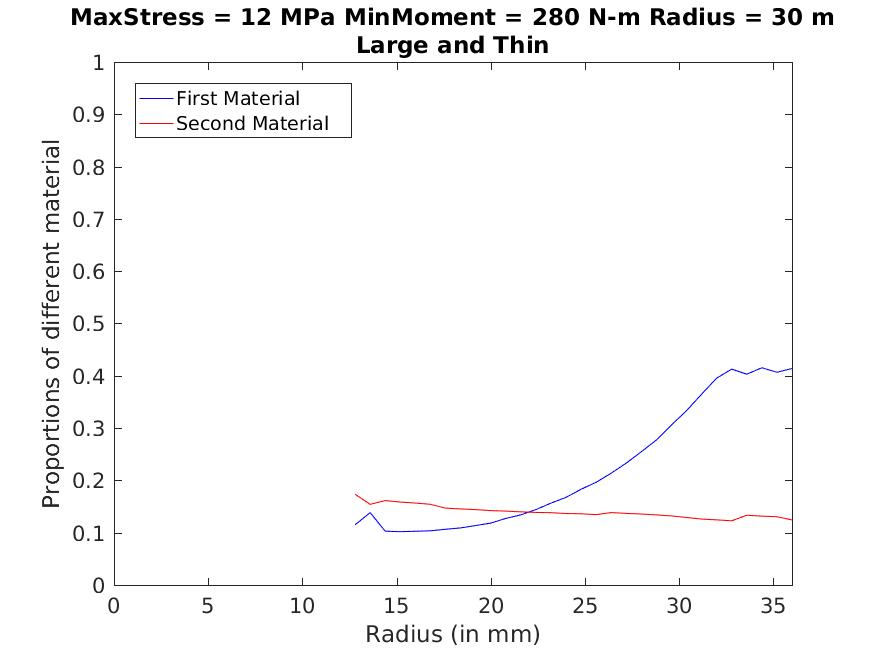 MaxStress = 12 MPa MinMoment = 280 N-m Radius = 30 m
Large and Thin
First Material
Second Material
Proportions of different material
1
0.9
0.8
0.7
0.6
0.5
0.4
0.3
0.2
0.1
0
0 5 10 15 20 25 30 35
Radius (in mm)